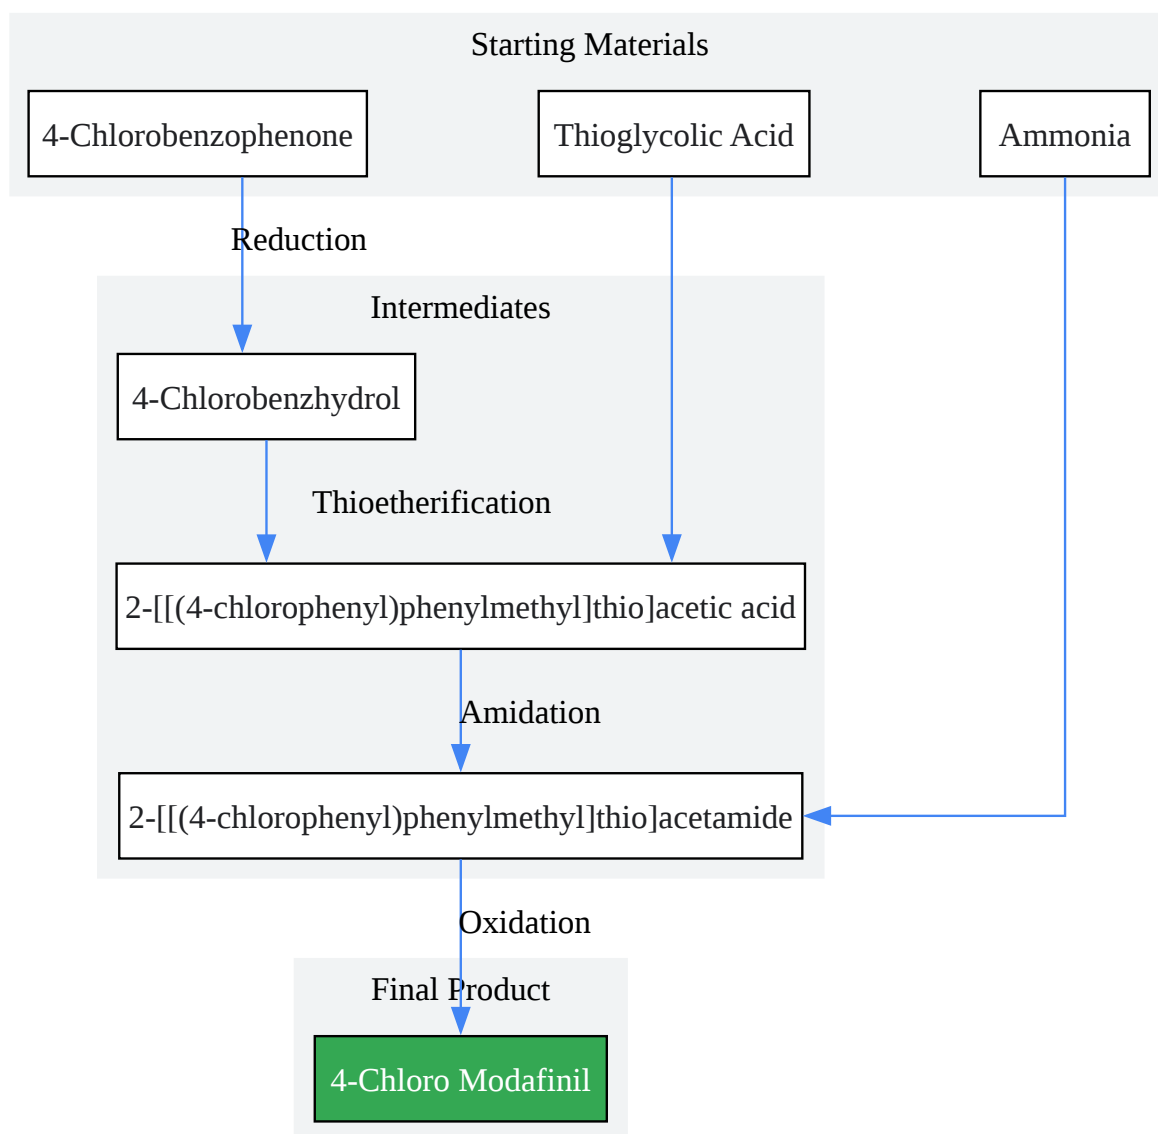 Starting Materials
4-Chlorobenzophenone
Thioglycolic Acid
Ammonia
Reduction
Intermediates
4-Chlorobenzhydrol
Thioetherification
2-[[(4-chlorophenyl)phenylmethyl]thio]acetic acid
Amidation
2-[[(4-chlorophenyl)phenylmethyl]thio]acetamide
Oxidation
Final Product
4-Chloro Modafinil